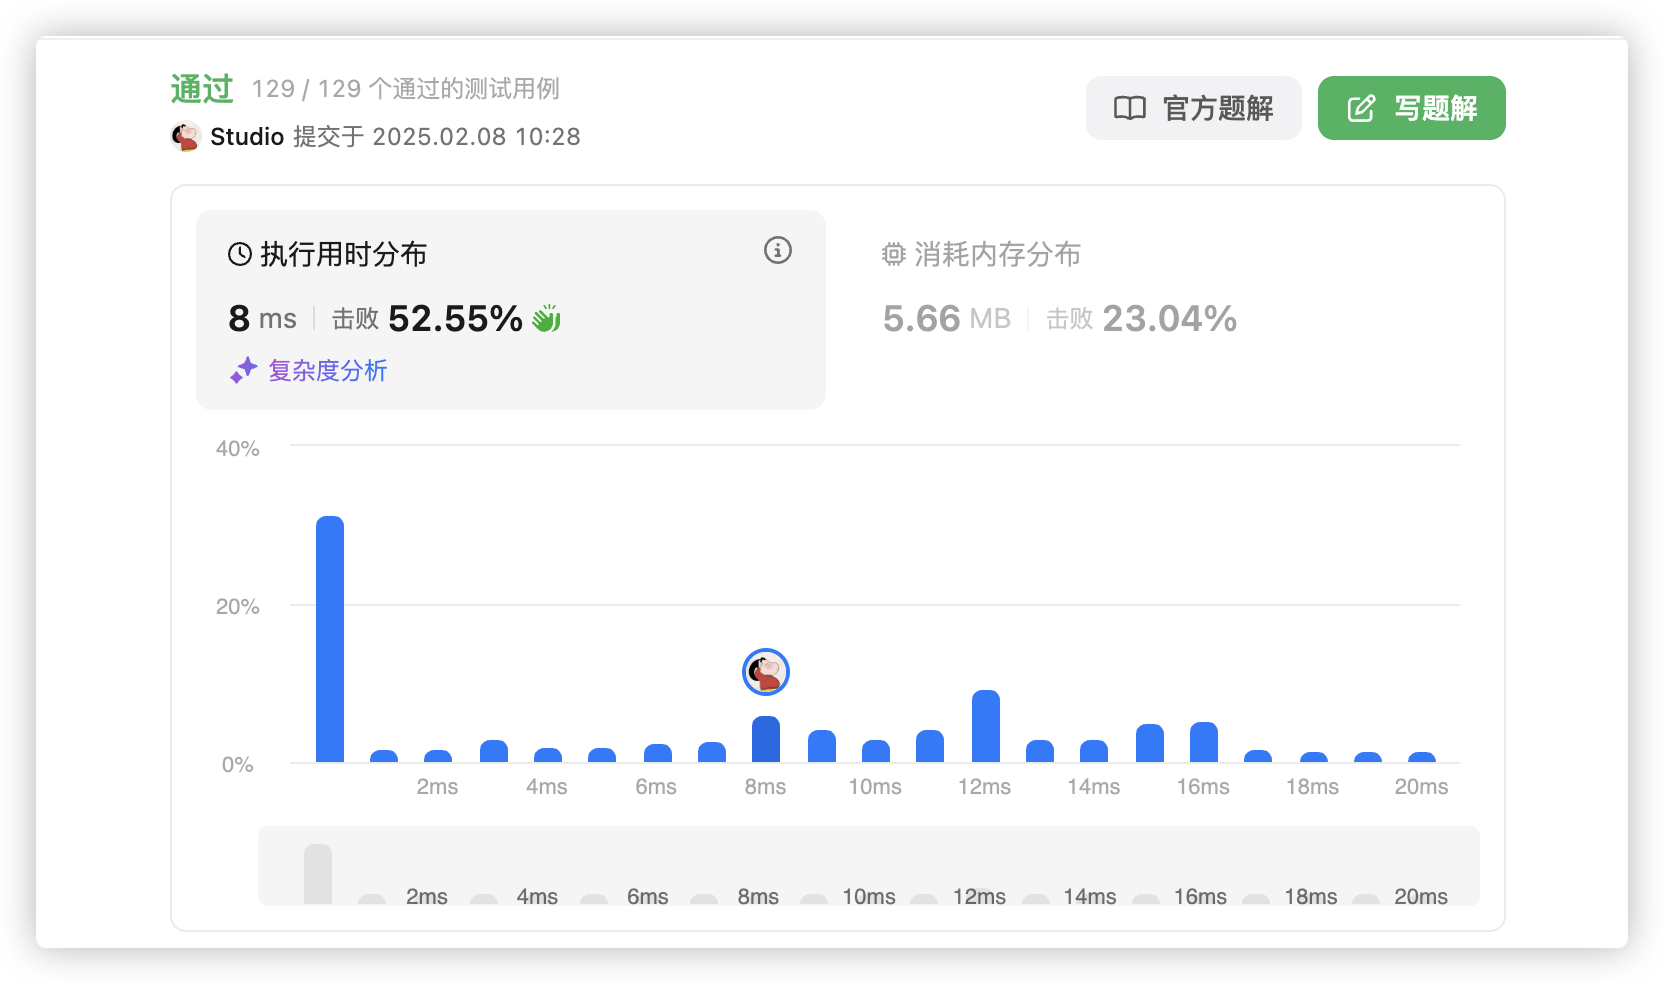 通过 129 / 129 个通过的测试用例
Studio 提交于 2025.02.08 10:28
官方题解
写题解
执行用时分布
8 ms 击败 52.55%
复杂度分析
消耗内存分布
5.66 MB 击败 23.04%
40%
20%
0%
2ms 4ms 6ms 8ms 10ms 12ms 14ms 16ms 18ms 20ms
2ms 4ms 6ms 8ms 10ms 12ms 14ms 16ms 18ms 20ms